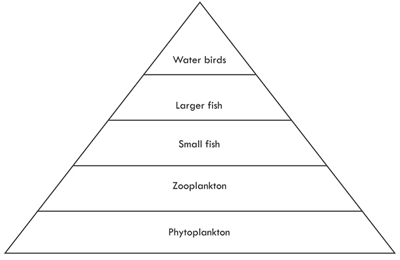 Water birds
Larger fish
Small fish
Zooplankton
Phytoplankton